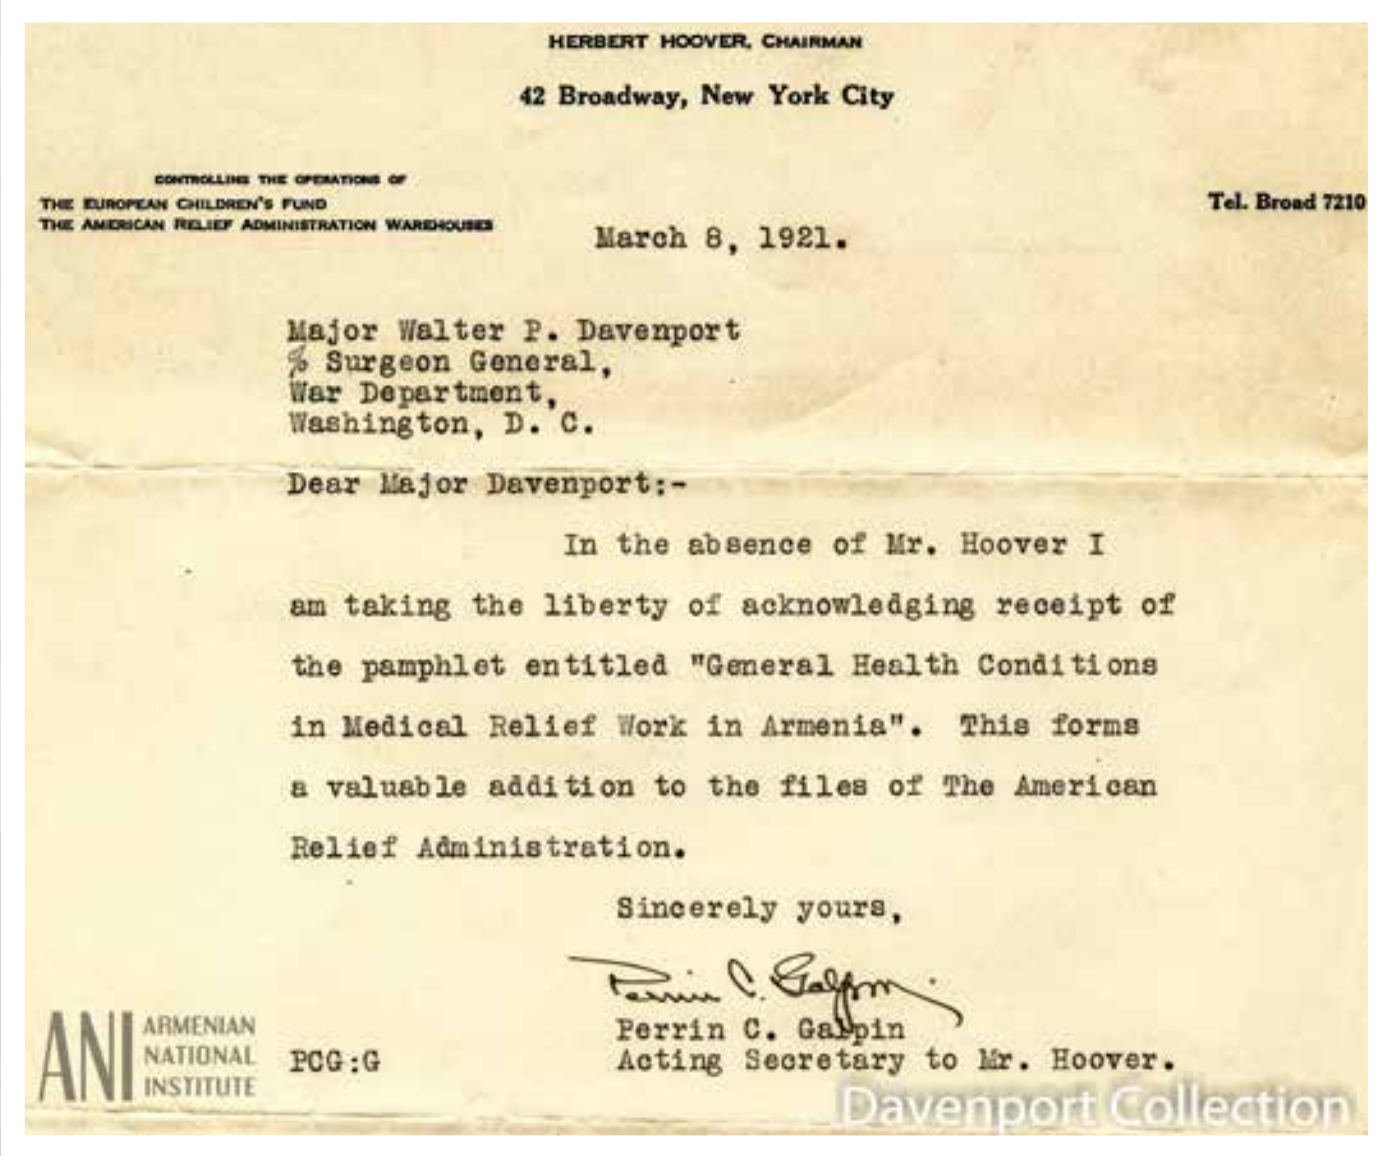 HERBERT HOOVER, CHAIRMAN
42 Broadway, New York City
CONTROLLING THE OPERATIONS OF
THE EUROPEAN CHILDREN'S FUND
THE AMERICAN RELIEF ADMINISTRATION WAREHOUSES
Tel. Broad 7210
March 8, 1921.
Major Walter P. Davenport
℅ Surgeon General,
War Department,
Washington, D. C.
Dear Major Davenport:-
In the absence of Mr. Hoover I
am taking the liberty of acknowledging receipt of
the pamphlet entitled "General Health Conditions
in Medical Relief Work in Armenia". This forms
a valuable addition to the files of The American
Relief Administration.
Sincerely yours,
Perrin C. Galpin
Perrin C. Galpin
Acting Secretary to Mr. Hoover.
PCG:G
ANI ARMENIAN
NATIONAL
INSTITUTE
Davenport Collection